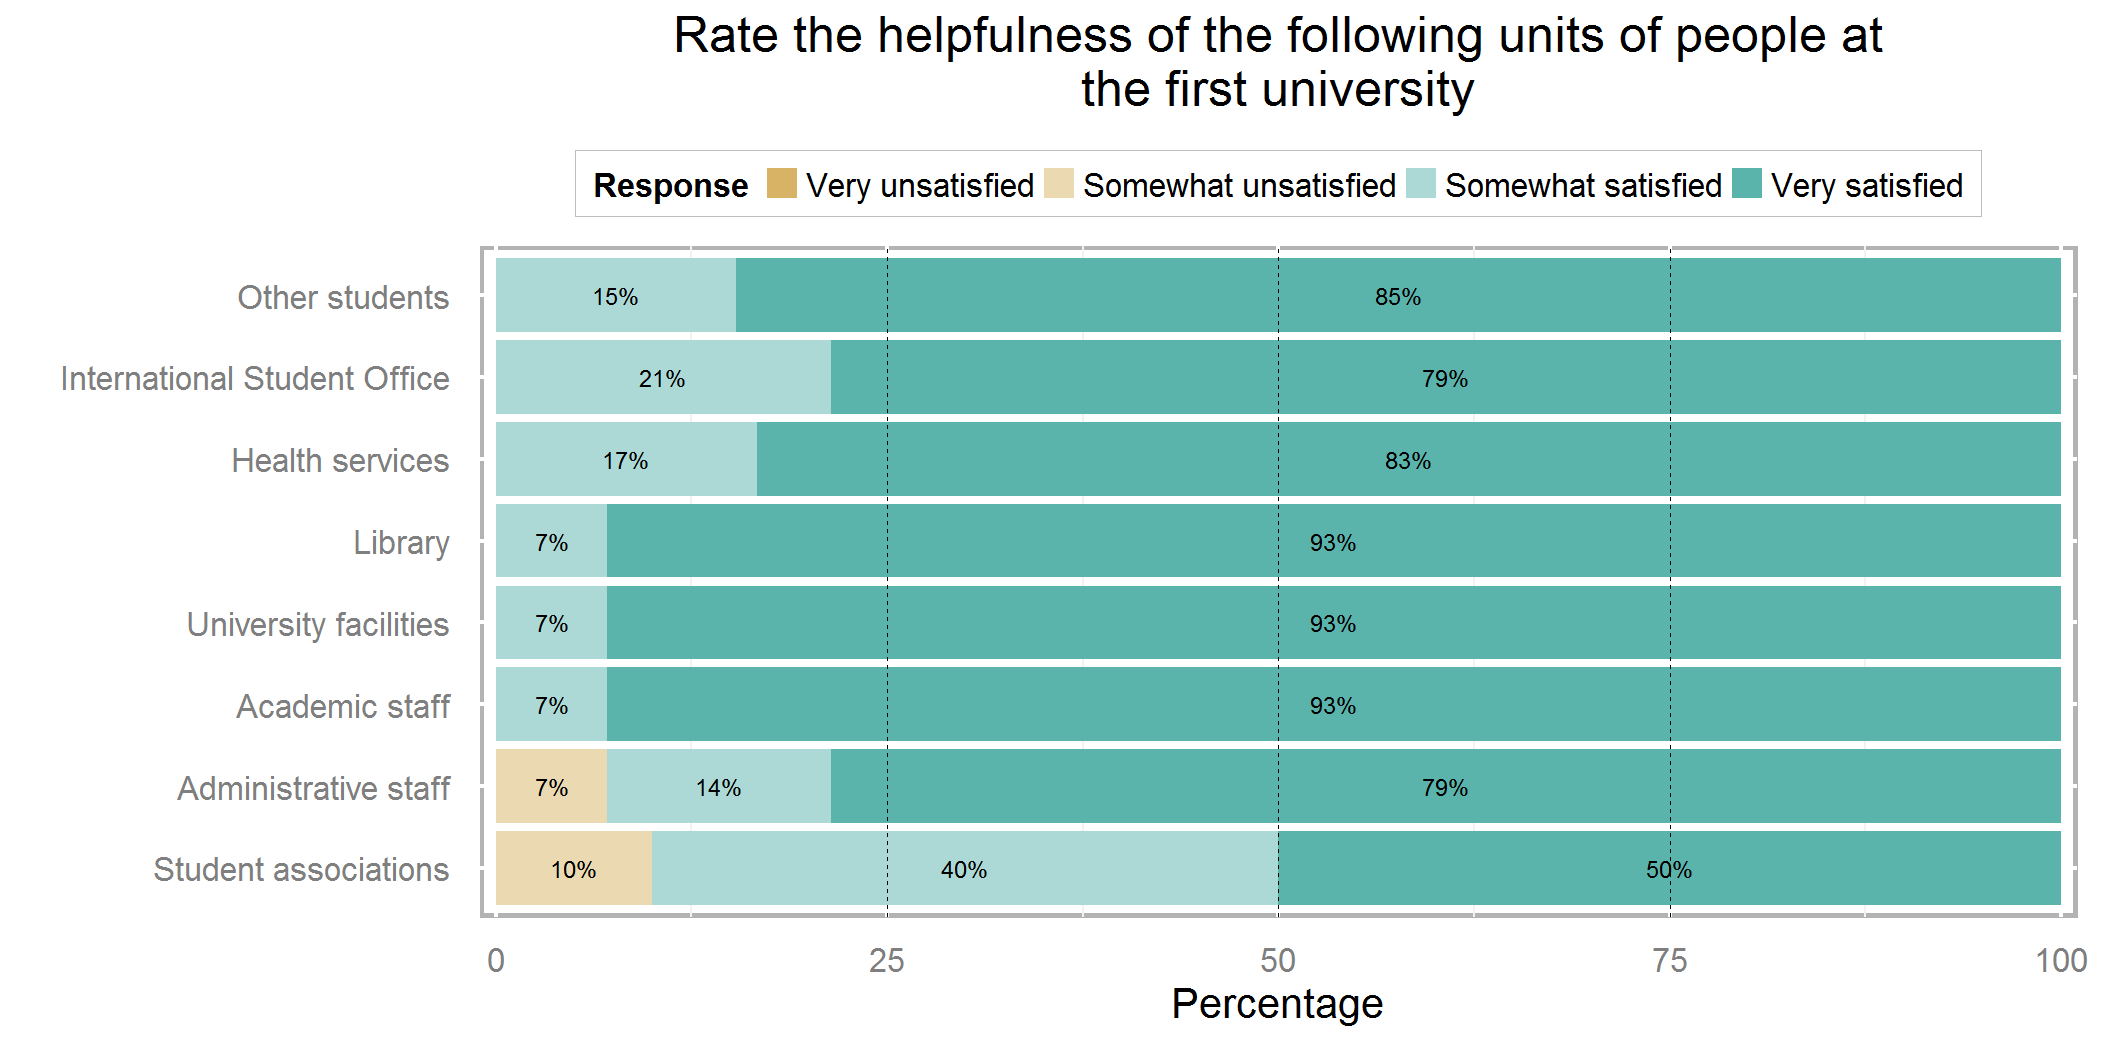 Rate the helpfulness of the following units of people at
the first university
Response Very unsatisfied Somewhat unsatisfied Somewhat satisfied Very satisfied
Other students 15% 85%
International Student Office 21% 79%
Health services 17% 83%
Library 7% 93%
University facilities 7% 93%
Academic staff 7% 93%
Administrative staff 7% 14% 79%
Student associations 10% 40% 50%
0 25 50 75 100
Percentage